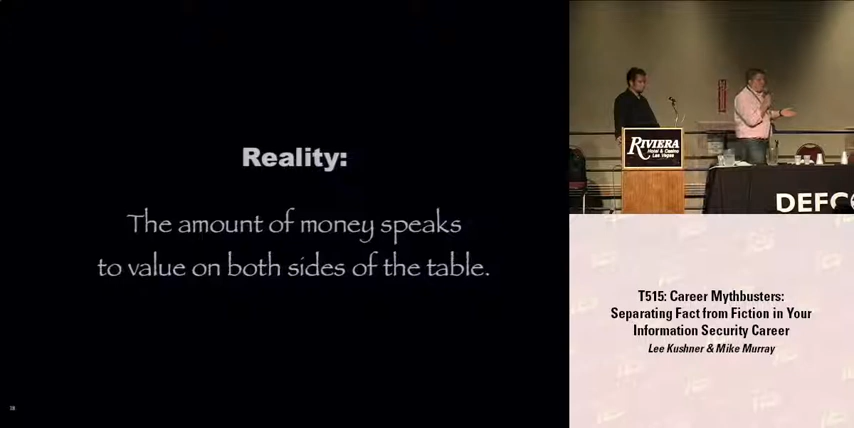 Reality:
The amount of money speaks
to value on both sides of the table.
38
RIVIERA
Hotel & Casino
Las Vegas
DEFC
T515: Career Mythbusters:
Separating Fact from Fiction in Your
Information Security Career
Lee Kushner & Mike Murray